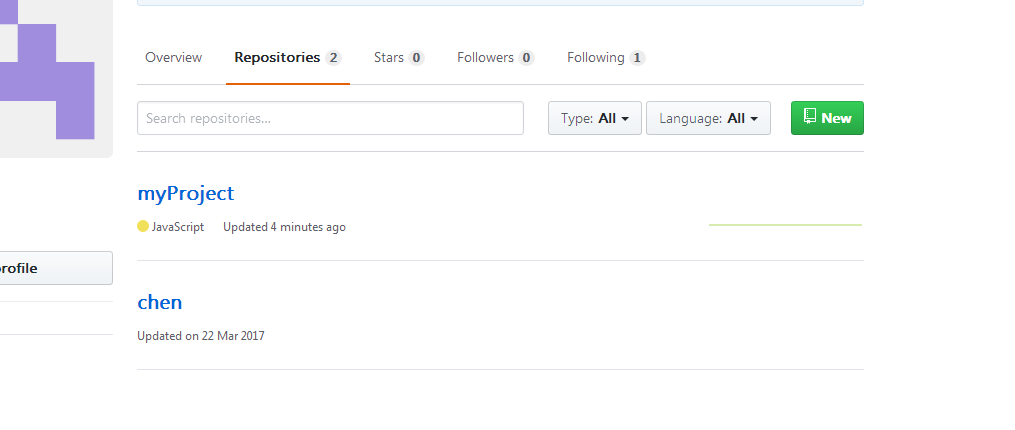 Overview Repositories 2 Stars 0 Followers 0 Following 1
Search repositories... Type: All Language: All New
myProject
JavaScript Updated 4 minutes ago
rofile
chen
Updated on 22 Mar 2017